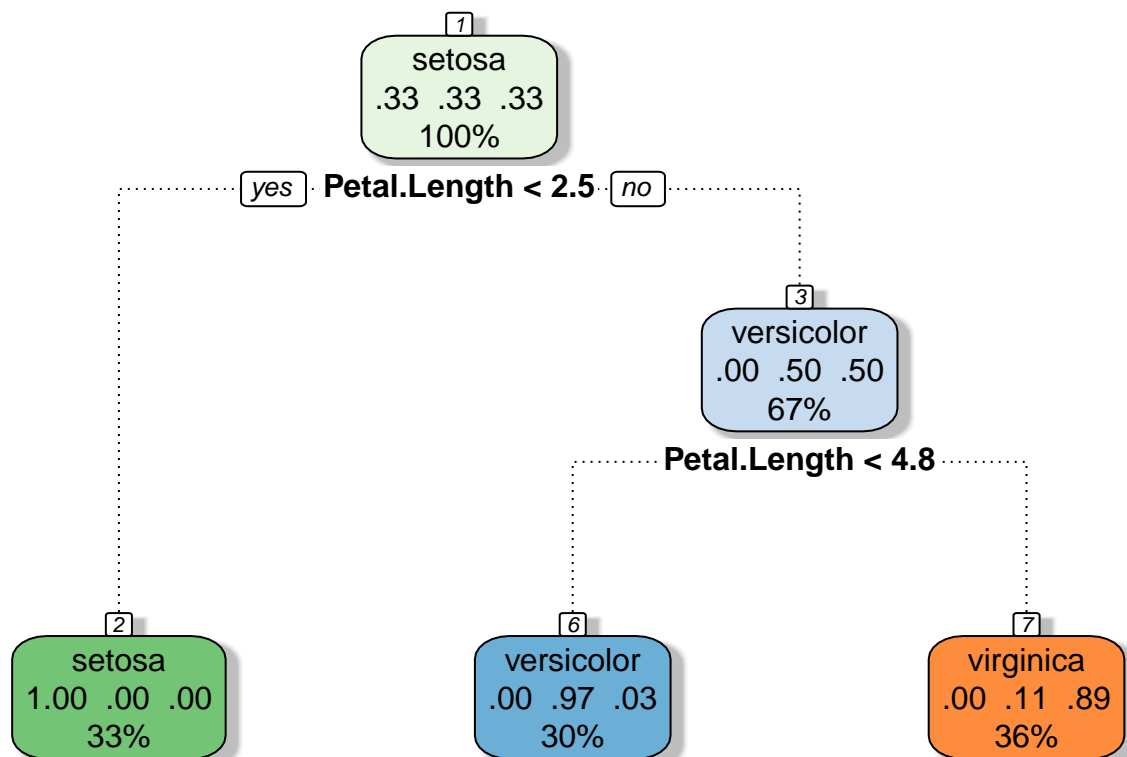 1
setosa
.33 .33 .33
100%
yes Petal.Length < 2.5 no
3
versicolor
.00 .50 .50
67%
Petal.Length < 4.8
2
setosa
1.00 .00 .00
33%
6
versicolor
.00 .97 .03
30%
7
virginica
.00 .11 .89
36%